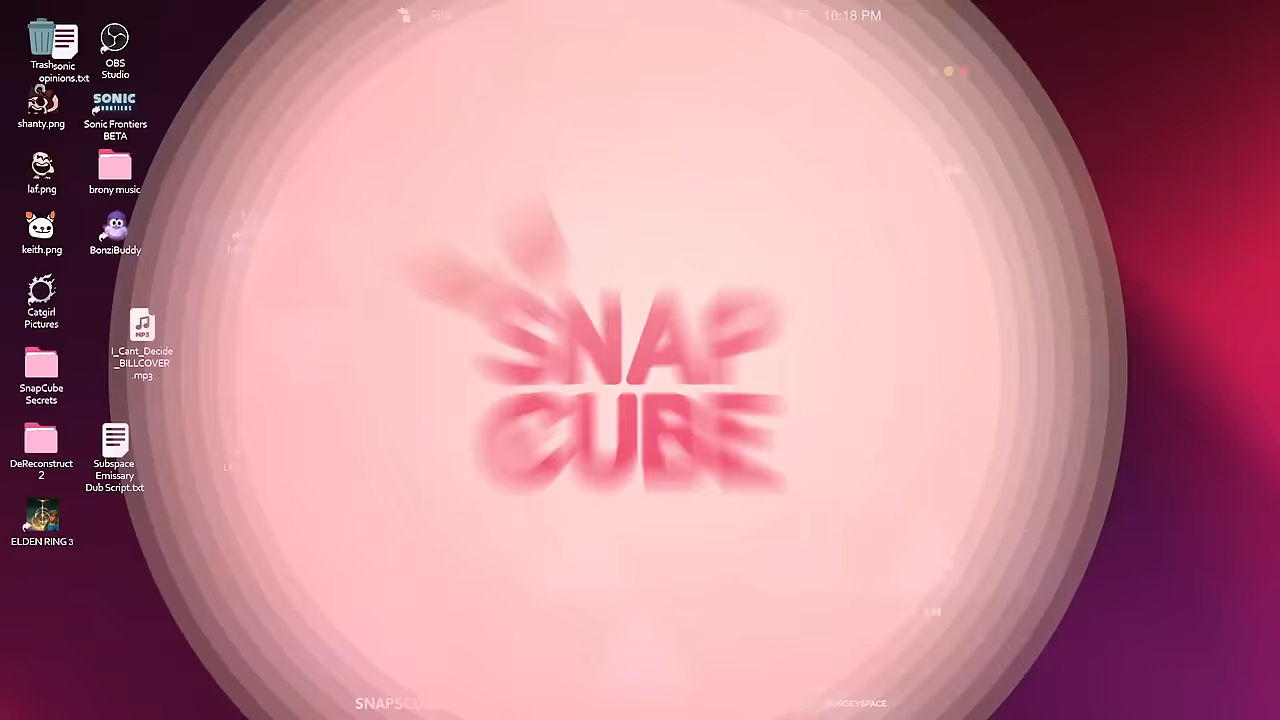 10:18 PM
Trash
sonic
opinions.txt
OBS
Studio
shanty.png
SONIC
FRONTIERS
Sonic Frontiers
BETA
laf.png
brony music
keith.png
BonziBuddy
Catgirl
Pictures
MP3
I_Cant_Decide
_BILLCOVER
.mp3
SnapCube
Secrets
SNAP
CUBE
DeReconstruct
2
Subspace
Emissary
Dub Script.txt
ELDEN RING 3